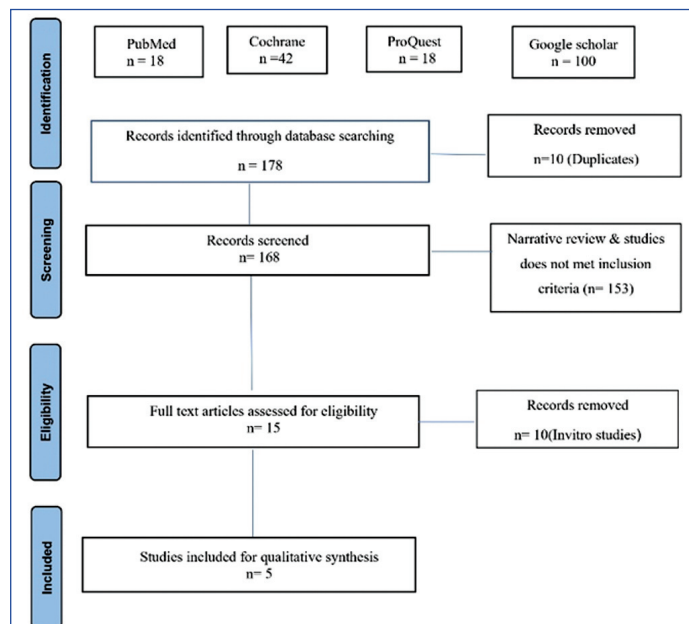 Identification
PubMed
n = 18
Cochrane
n =42
ProQuest
n = 18
Google scholar
n = 100
Records identified through database searching
n = 178
Records removed
n=10 (Duplicates)
Screening
Records screened
n= 168
Narrative review & studies
does not met inclusion
criteria (n= 153)
Eligibility
Full text articles assessed for eligibility
n= 15
Records removed
n= 10(Invitro studies)
Included
Studies included for qualitative synthesis
n= 5